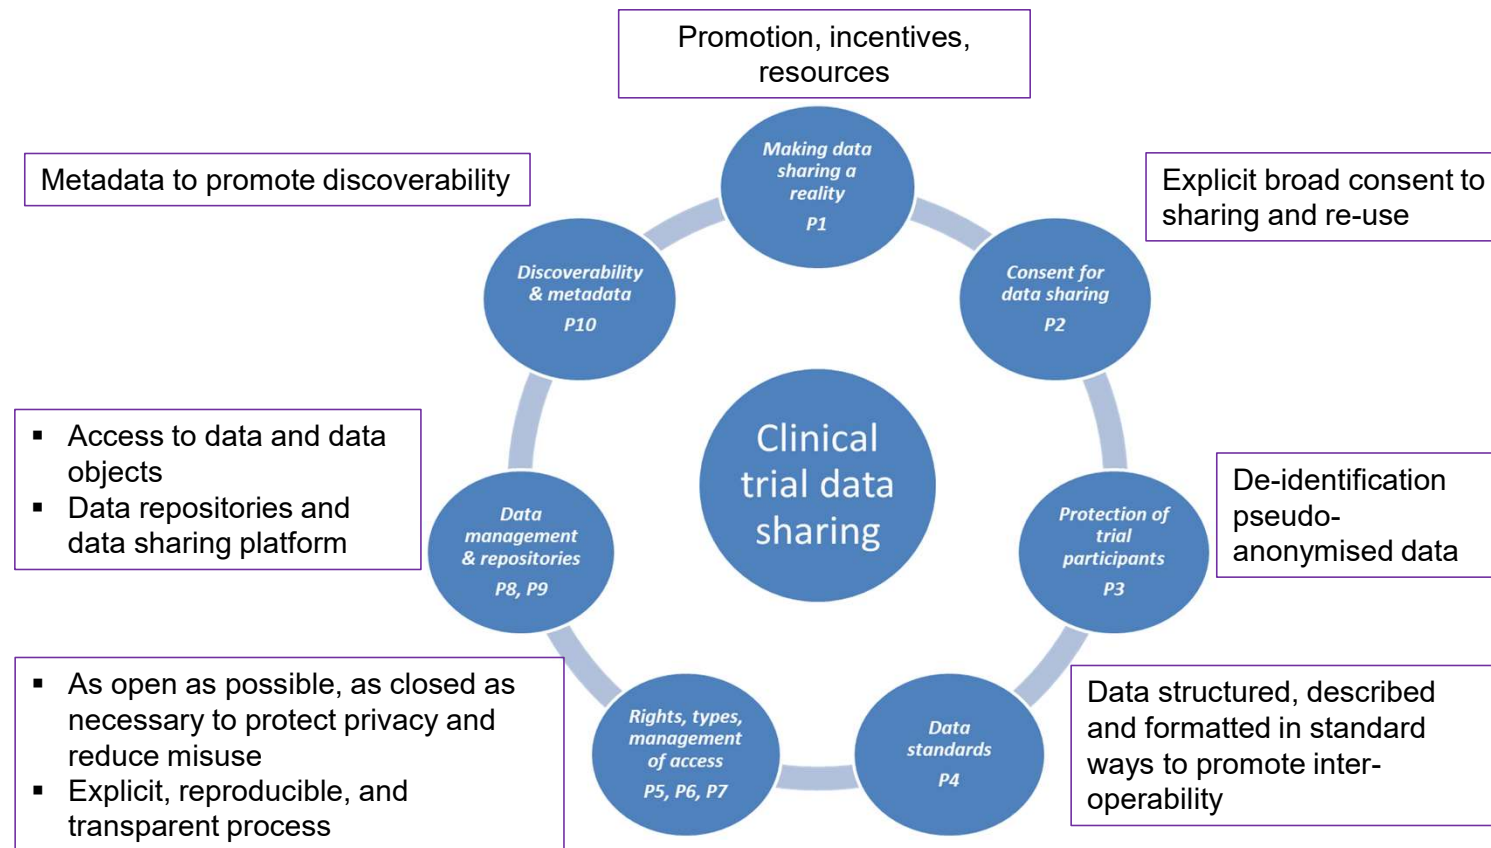 Promotion, incentives,
resources
Making data
sharing a
reality
P1
Metadata to promote discoverability
Explicit broad consent to
sharing and re-use
Discoverability
& metadata
P10
Consent for
data sharing
P2
Clinical
trial data
sharing
▪ Access to data and data
objects
▪ Data repositories and
data sharing platform
Data
management
& repositories
P8, P9
Protection of
trial
participants
P3
De-identification
pseudo-
anonymised data
▪ As open as possible, as closed as
necessary to protect privacy and
reduce misuse
▪ Explicit, reproducible, and
transparent process
Rights, types,
management
of access
P5, P6, P7
Data
standards
P4
Data structured, described
and formatted in standard
ways to promote inter-
operability